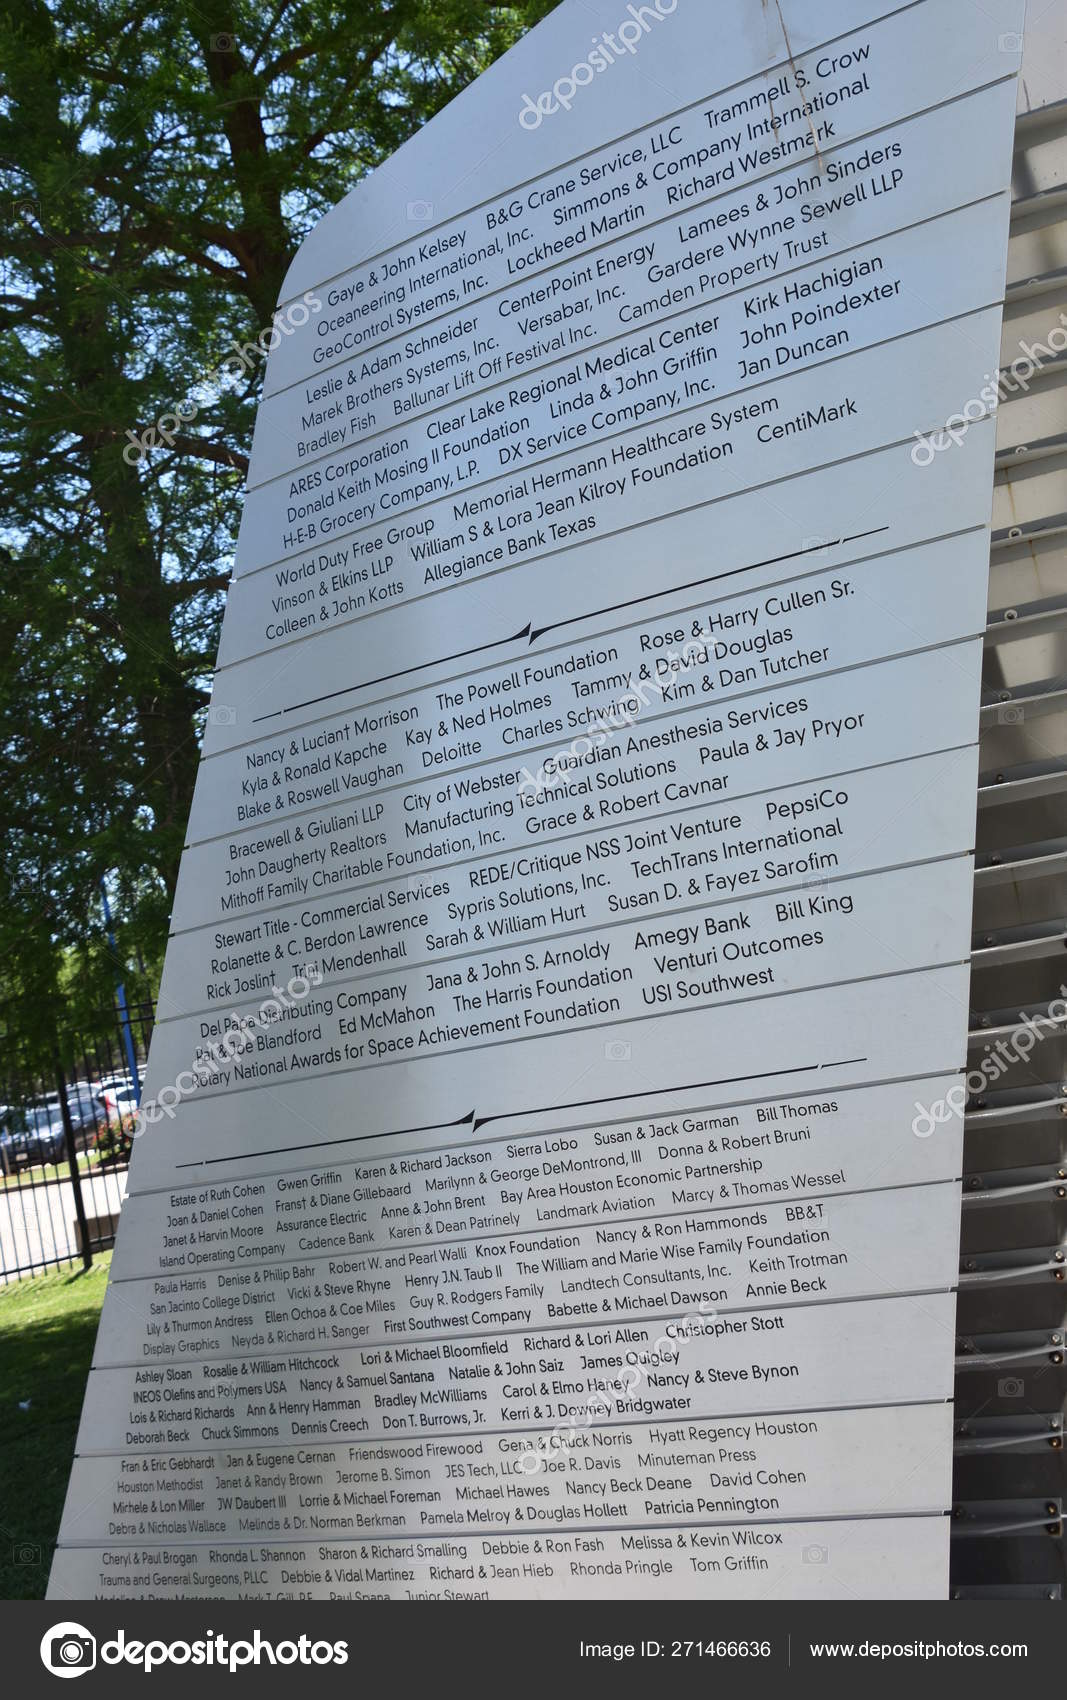 Gaye & John Kelsey B&G Crane Service, LLC Trammell S. Crow
Oceaneering International, Inc. Simmons & Company International
GeoControl Systems, Inc. Lockheed Martin Richard Westmark
Leslie & Adam Schneider CenterPoint Energy Lamees & John Sinders
Marek Brothers Systems, Inc. Versabar, Inc. Gardere Wynne Sewell LLP
Bradley Fish Ballunar Lift Off Festival Inc. Camden Property Trust
ARES Corporation Clear Lake Regional Medical Center Kirk Hachigian
Donald Keith Mosing II Foundation Linda & John Griffin John Poindexter
H-E-B Grocery Company, L.P. DX Service Company, Inc. Jan Duncan
World Duty Free Group Memorial Hermann Healthcare System
Vinson & Elkins LLP William S & Lora Jean Kilroy Foundation CentiMark
Colleen & John Kotts Allegiance Bank Texas
Nancy & Lucian† Morrison The Powell Foundation Rose & Harry Cullen Sr.
Kyla & Ronald Kapche Kay & Ned Holmes Tammy & David Douglas
Blake & Roswell Vaughan Deloitte Charles Schwing Kim & Dan Tutcher
Bracewell & Giuliani LLP City of Webster Guardian Anesthesia Services
John Daugherty Realtors Manufacturing Technical Solutions Paula & Jay Pryor
Mithoff Family Charitable Foundation, Inc. Grace & Robert Cavnar
Stewart Title - Commercial Services REDE/Critique NSS Joint Venture PepsiCo
Rolanette & C. Berdon Lawrence Sypris Solutions, Inc. TechTrans International
Rick Joslin† Trini Mendenhall Sarah & William Hurt Susan D. & Fayez Sarofim
Del Papa Distributing Company Jana & John S. Arnoldy Amegy Bank Bill King
Pat & Joe Blandford Ed McMahon The Harris Foundation Venturi Outcomes
Rotary National Awards for Space Achievement Foundation USI Southwest
Estate of Ruth Cohen Gwen Griffin Karen & Richard Jackson Sierra Lobo Susan & Jack Garman Bill Thomas
Joan & Daniel Cohen Frans† & Diane Gillebaard Marilynn & George DeMontrond, III Donna & Robert Bruni
Janet & Harvin Moore Assurance Electric Anne & John Brent Bay Area Houston Economic Partnership
Island Operating Company Cadence Bank Karen & Dean Patrinely Landmark Aviation Marcy & Thomas Wessel
Paula Harris Denise & Philip Bahr Robert W. and Pearl Walli Knox Foundation Nancy & Ron Hammonds BB&T
San Jacinto College District Vicki & Steve Rhyne Henry J.N. Taub II The William and Marie Wise Family Foundation
Lily & Thurmon Andress Ellen Ochoa & Coe Miles Guy R. Rodgers Family Landtech Consultants, Inc. Keith Trotman
Display Graphics Neyda & Richard H. Sanger First Southwest Company Babette & Michael Dawson Annie Beck
Ashley Sloan Rosalie & William Hitchcock Lori & Michael Bloomfield Richard & Lori Allen Christopher Stott
INEOS Olefins and Polymers USA Nancy & Samuel Santana Natalie & John Saiz James Quigley
Lois & Richard Richards Ann & Henry Hamman Bradley McWilliams Carol & Elmo Haney Nancy & Steve Bynon
Deborah Beck Chuck Simmons Dennis Creech Don T. Burrows, Jr. Kerri & J. Downey Bridgwater
Fran & Eric Gebhardt Jan & Eugene Cernan Friendswood Firewood Gena & Chuck Norris Hyatt Regency Houston
Houston Methodist Janet & Randy Brown Jerome B. Simon JES Tech, LLC Joe R. Davis Minuteman Press
Michele & Lon Miller JW Daubert III Lorrie & Michael Foreman Michael Hawes Nancy Beck Deane David Cohen
Debra & Nicholas Wallace Melinda & Dr. Norman Berkman Pamela Melroy & Douglas Hollett Patricia Pennington
Cheryl & Paul Brogan Rhonda L. Shannon Sharon & Richard Smalling Debbie & Ron Fash Melissa & Kevin Wilcox
Trauma and General Surgeons, PLLC Debbie & Vidal Martinez Richard & Jean Hieb Rhonda Pringle Tom Griffin
Mark T. Gill, P.E. Paul Spana Junior Stewart
depositphotos Image ID: 271466636 www.depositphotos.com